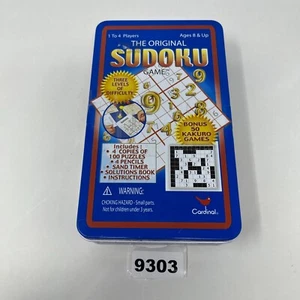 1 To 4 Players
Ages 8 & Up
THE ORIGINAL
SUDOKU
GAME
THREE
LEVELS OF
DIFFICULTY
BONUS
50
KAKURO
GAMES
Includes:
• 4 COPIES OF
100 PUZZLES
• 4 PENCILS
• SAND TIMER
• SOLUTIONS BOOK
• INSTRUCTIONS
WARNING:
CHOKING HAZARD - Small parts.
Not for children under 3 years.
Cardinal
9303